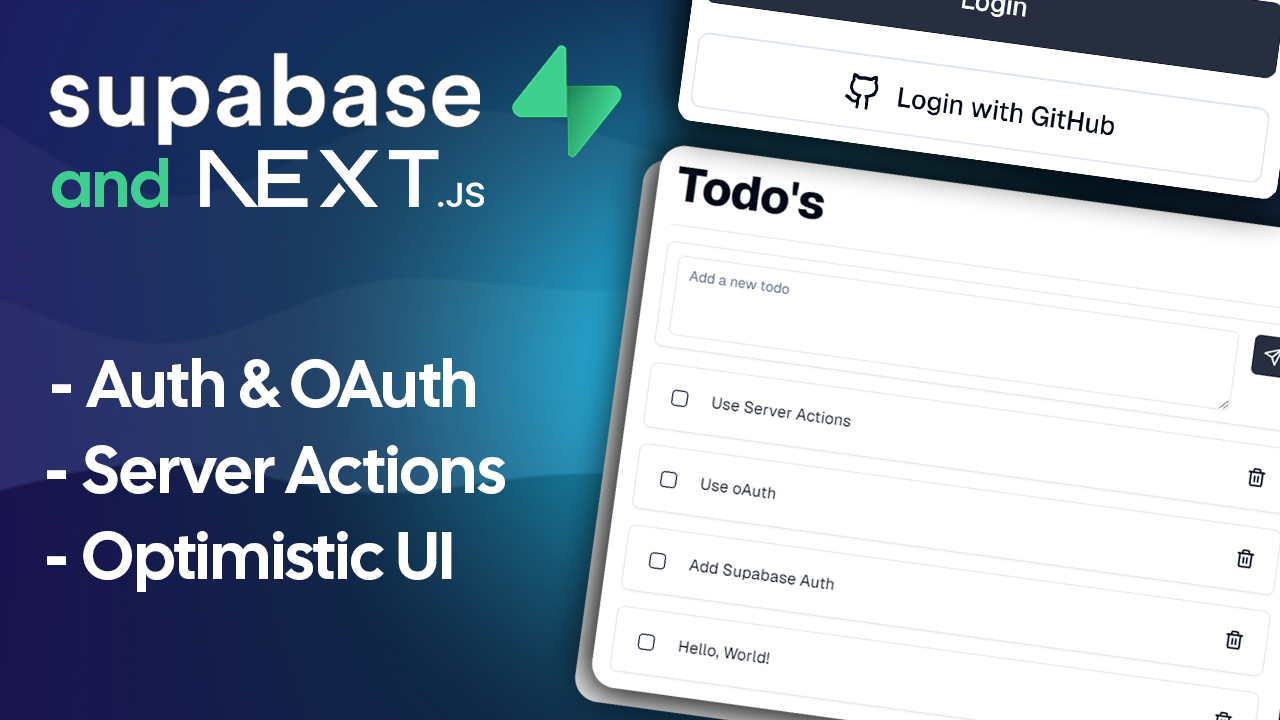 supabase
and NEXT.JS
- Auth & OAuth
- Server Actions
- Optimistic UI
Login
Login with GitHub
Todo's
Add a new todo
Use Server Actions
Use oAuth
Add Supabase Auth
Hello, World!